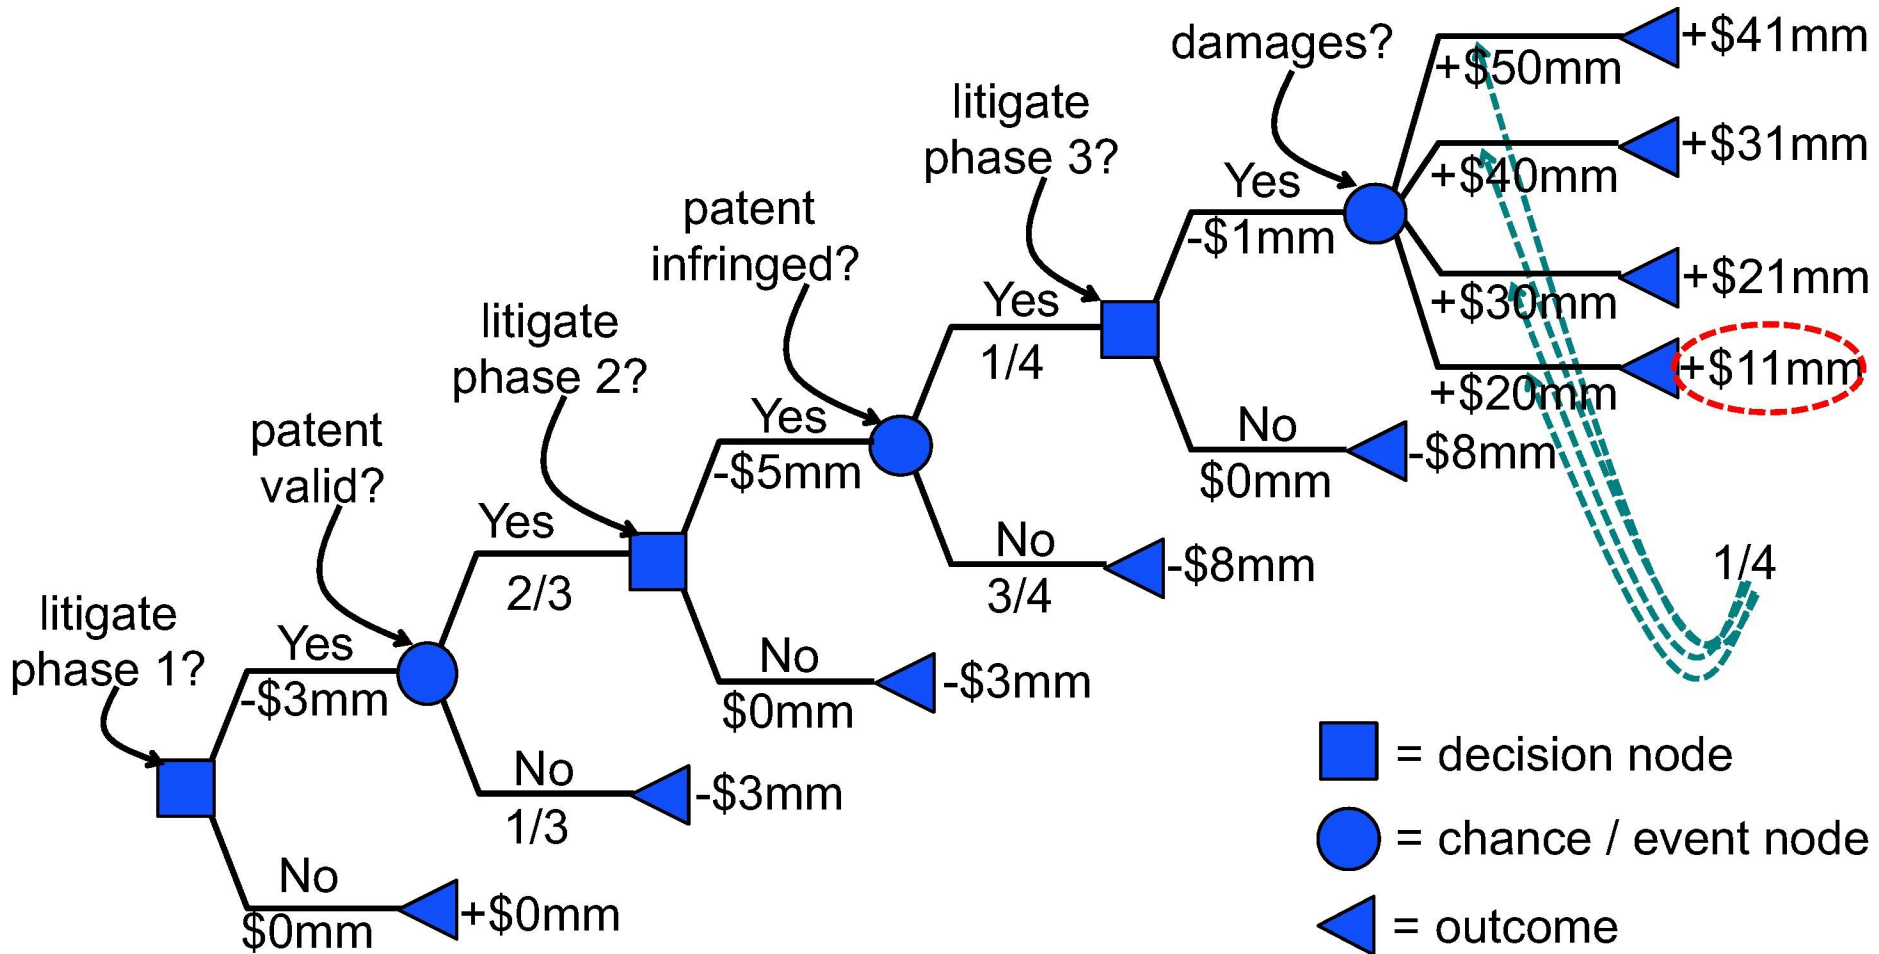 damages?
+$41mm
+$50mm
litigate
phase 3?
+$31mm
Yes
+$40mm
-$1mm
patent
infringed?
+$21mm
Yes
+$30mm
litigate
phase 2?
1/4
+$11mm
+$20mm
Yes
No
-$8mm
-$5mm
$0mm
patent
valid?
Yes
No
-$8mm
2/3
3/4
1/4
litigate
phase 1?
Yes
No
-$3mm
-$3mm
$0mm
= decision node
No
-$3mm
1/3
= chance / event node
No
+$0mm
$0mm
= outcome